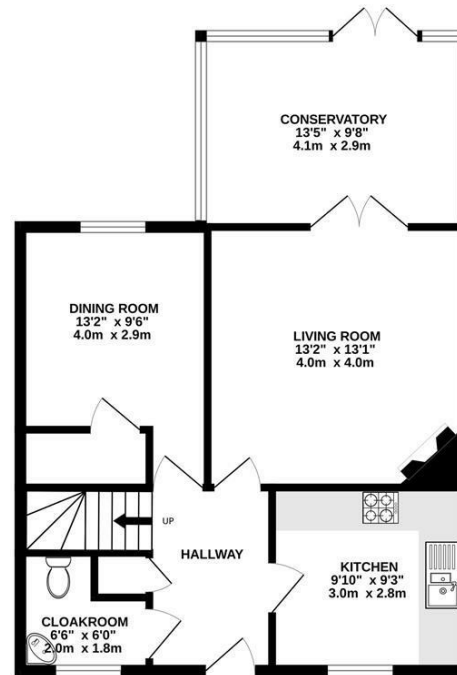 CONSERVATORY
13'5" x 9'8"
4.1m x 2.9m
DINING ROOM
13'2" x 9'6"
4.0m x 2.9m
LIVING ROOM
13'2" x 13'1"
4.0m x 4.0m
UP
HALLWAY
KITCHEN
9'10" x 9'3"
3.0m x 2.8m
CLOAKROOM
6'6" x 6'0"
2.0m x 1.8m